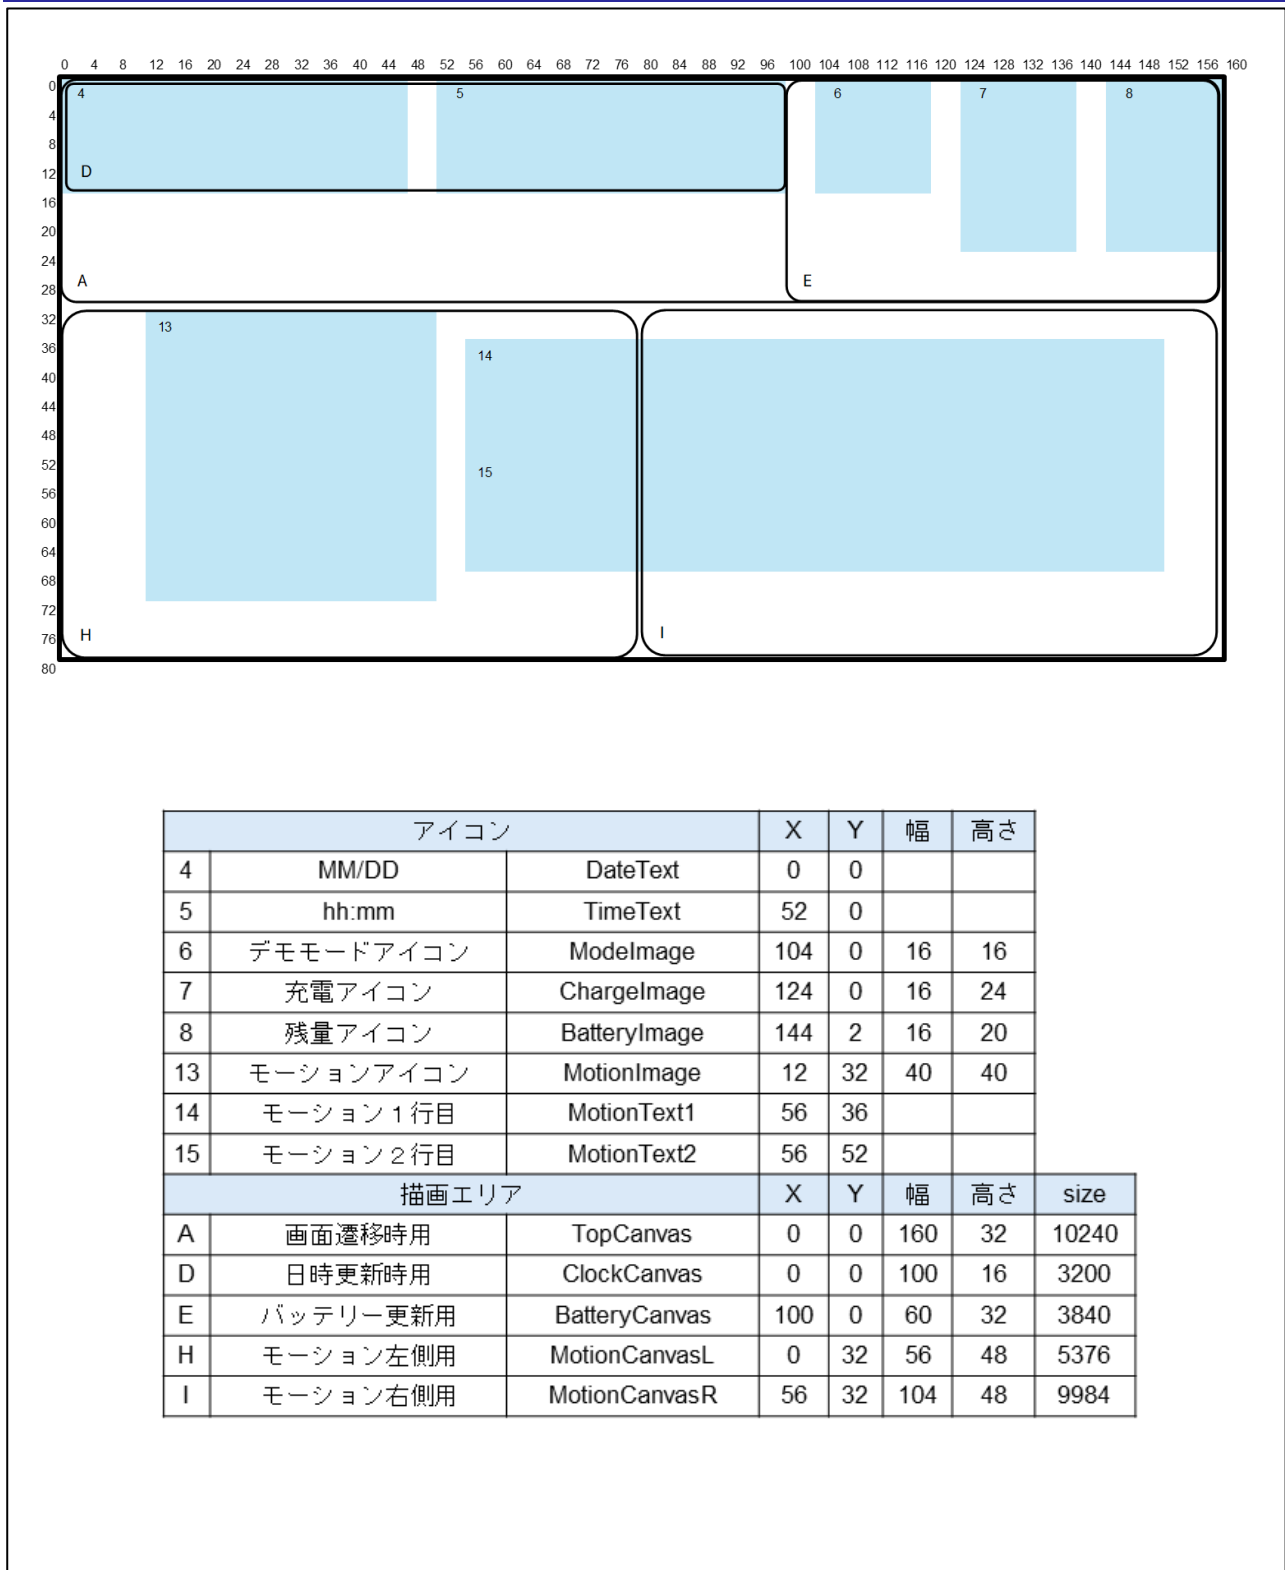 0 4 8 12 16 20 24 28 32 36 40 44 48 52 56 60 64 68 72 76 80 84 88 92 96 100 104 108 112 116 120 124 128 132 136 140 144 148 152 156 160
0
4 5 6 7 8
4
8
12 D
16
20
24
28 A E
32 13
36 14
40
44
48
52 15
56
60
64
68
72
76 H I
80
アイコン X Y 幅 高さ
4 MM/DD DateText 0 0
5 hh:mm TimeText 52 0
6 デモモードアイコン ModeImage 104 0 16 16
7 充電アイコン ChargeImage 124 0 16 24
8 残量アイコン BatteryImage 144 2 16 20
13 モーションアイコン MotionImage 12 32 40 40
14 モーション1行目 MotionText1 56 36
15 モーション2行目 MotionText2 56 52
描画エリア X Y 幅 高さ size
A 画面遷移時用 TopCanvas 0 0 160 32 10240
D 日時更新時用 ClockCanvas 0 0 100 16 3200
E バッテリー更新用 BatteryCanvas 100 0 60 32 3840
H モーション左側用 MotionCanvasL 0 32 56 48 5376
I モーション右側用 MotionCanvasR 56 32 104 48 9984